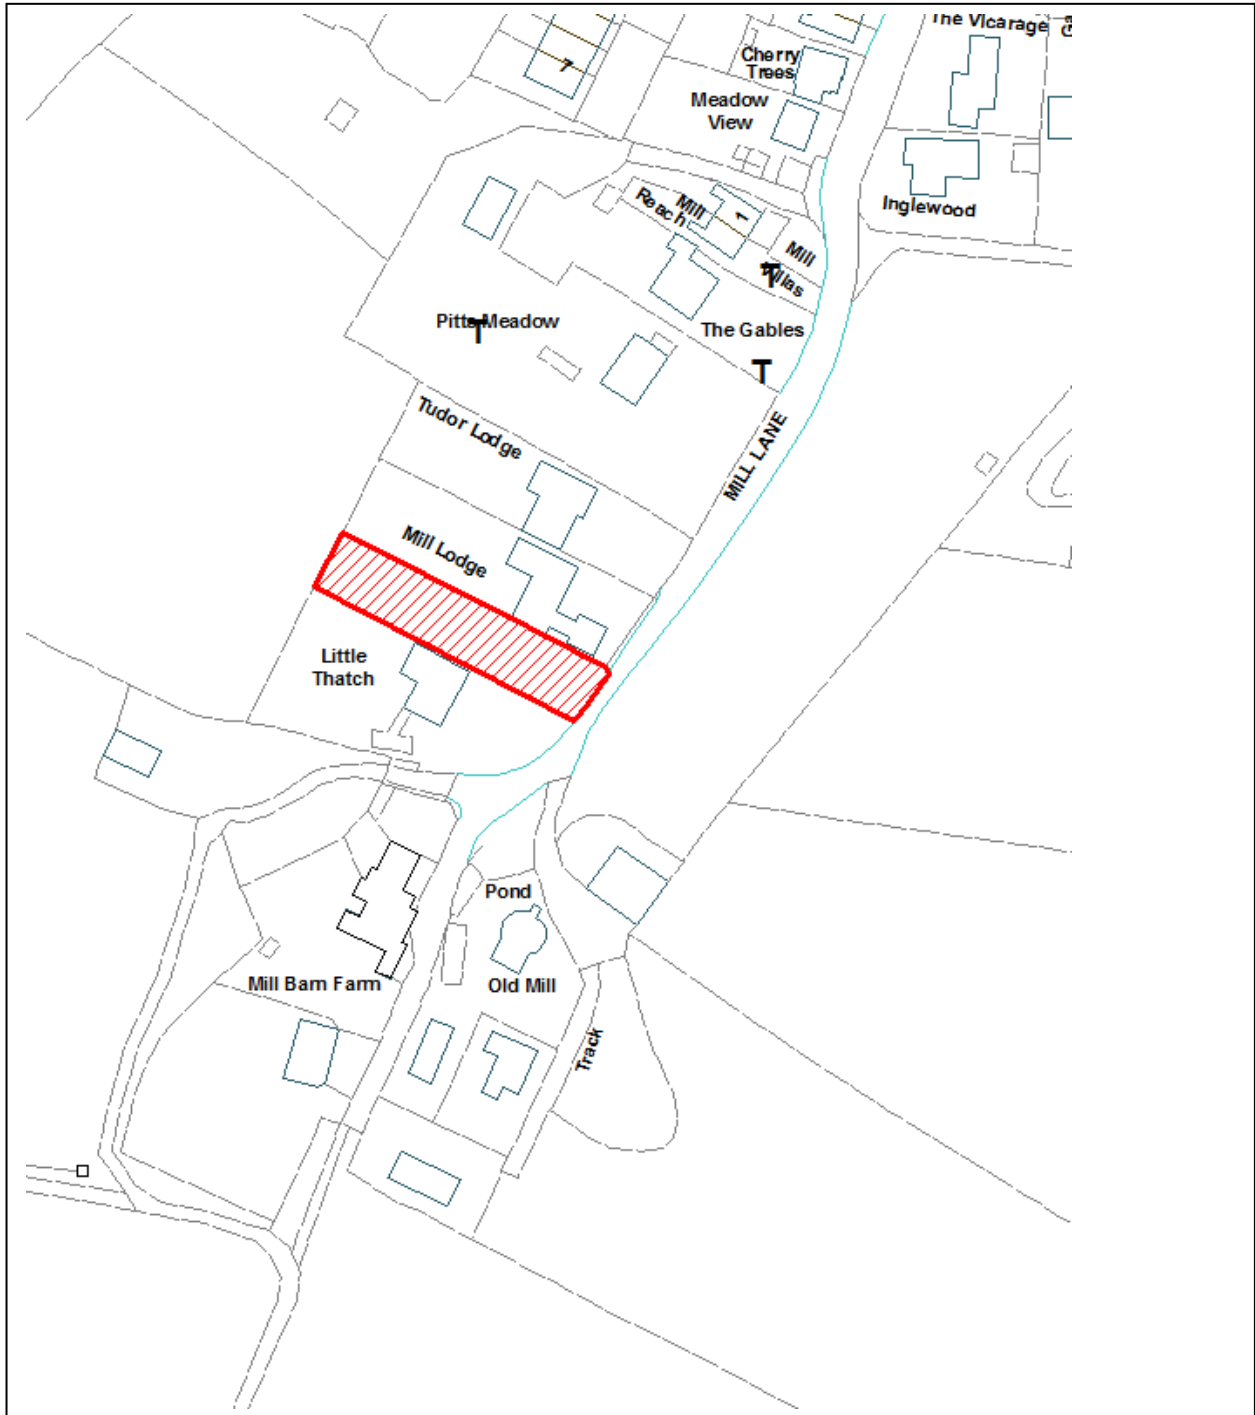 The Vicarage
Cherry
Trees
7
Meadow
View
Inglewood
Mill
Reach
1
Mill
Villas
T
Pitts Meadow
T
The Gables
T
Tudor Lodge
MILL LANE
Mill Lodge
Little
Thatch
Pond
Old Mill
Mill Barn Farm
Track